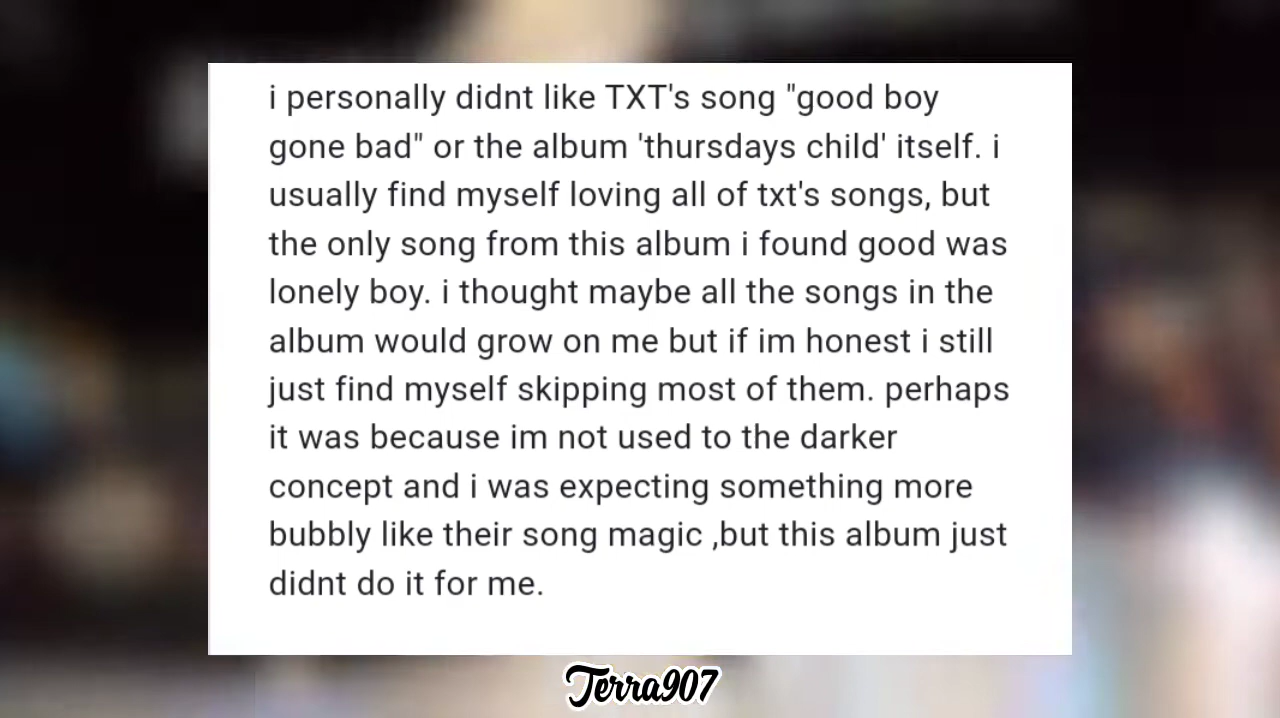 i personally didnt like TXT's song "good boy
gone bad" or the album 'thursdays child' itself. i
usually find myself loving all of txt's songs, but
the only song from this album i found good was
lonely boy. i thought maybe all the songs in the
album would grow on me but if im honest i still
just find myself skipping most of them. perhaps
it was because im not used to the darker
concept and i was expecting something more
bubbly like their song magic ,but this album just
didnt do it for me.
Terra907